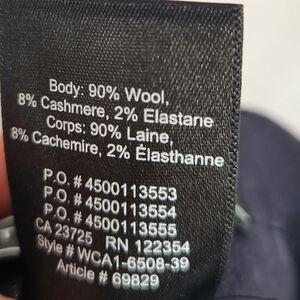 Body: 90% Wool,
8% Cashmere, 2% Elastane
Corps: 90% Laine,
8% Cachemire, 2% Élasthanne
P.O. # 4500113553
P.O. # 4500113554
P.O. # 4500113555
CA 23725 RN 122354
Style # WCA1-6508-39
Article # 69829